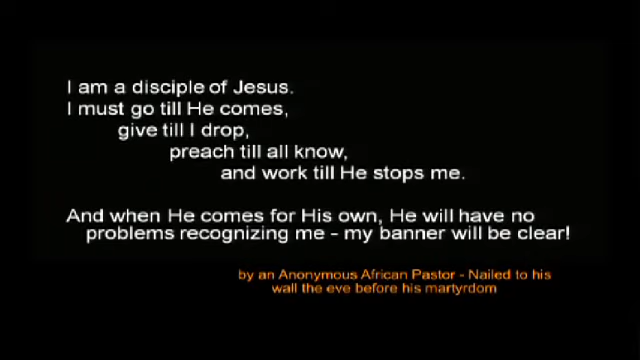 I am a disciple of Jesus.
I must go till He comes,
give till I drop,
preach till all know,
and work till He stops me.
And when He comes for His own, He will have no
problems recognizing me - my banner will be clear!
by an Anonymous African Pastor - Nailed to his
wall the eve before his martyrdom